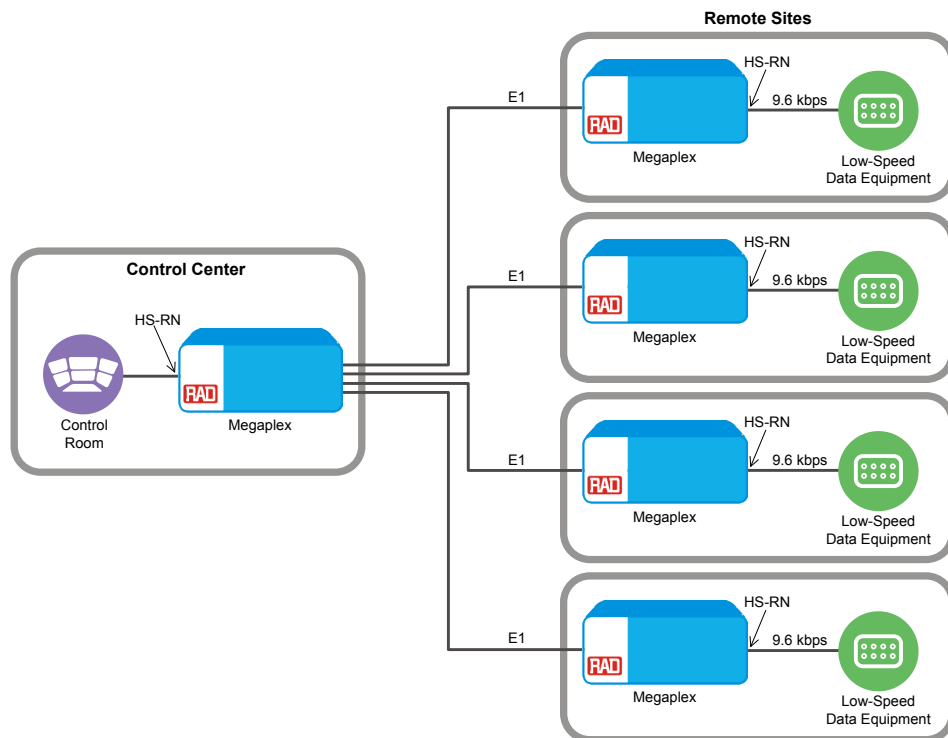 Remote Sites
HS-RN
E1
9.6 kbps
RAD
Megaplex
Low-Speed
Data Equipment
HS-RN
E1
9.6 kbps
RAD
Megaplex
Low-Speed
Data Equipment
Control Center
HS-RN
RAD
Control
Room
Megaplex
HS-RN
E1
9.6 kbps
RAD
Megaplex
Low-Speed
Data Equipment
HS-RN
E1
9.6 kbps
RAD
Megaplex
Low-Speed
Data Equipment